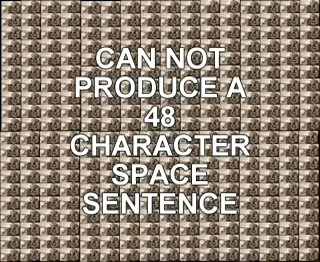 CAN NOT
PRODUCE A
48
CHARACTER
SPACE
SENTENCE